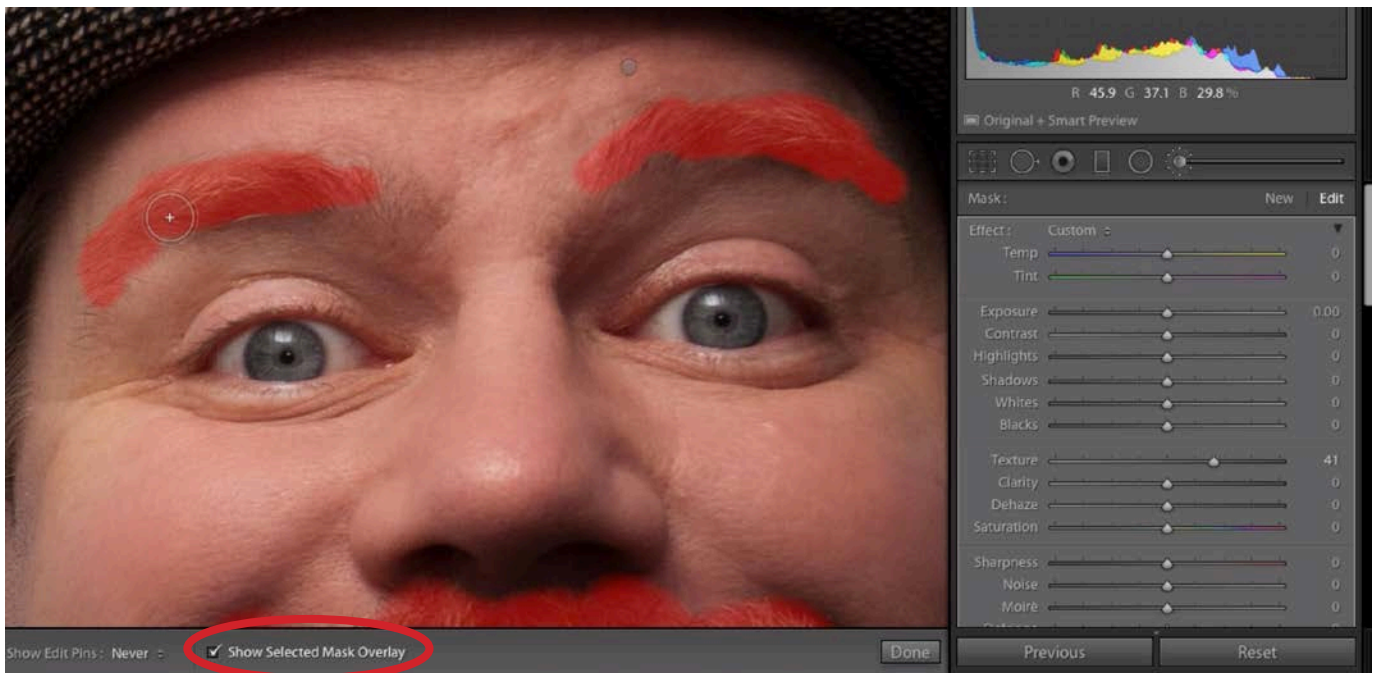 R 45.9 G 37.1 B 29.8 %
Original + Smart Preview
Mask : New Edit
Effect : Custom
Temp 0
Tint 0
Exposure 0.00
Contrast 0
Highlights 0
Shadows 0
Whites 0
Blacks 0
Texture 41
Clarity 0
Dehaze 0
Saturation 0
Sharpness 0
Noise 0
Moiré 0
Show Edit Pins : Never Show Selected Mask Overlay Done
Previous Reset